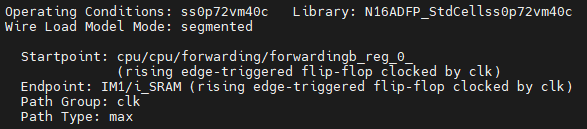 Operating Conditions: ss0p72vm40c   Library: N16ADFP_StdCellss0p72vm40c
Wire Load Model Mode: segmented
Startpoint: cpu/cpu/forwarding/forwardingb_reg_0_
(rising edge-triggered flip-flop clocked by clk)
Endpoint: IM1/i_SRAM (rising edge-triggered flip-flop clocked by clk)
Path Group: clk
Path Type: max